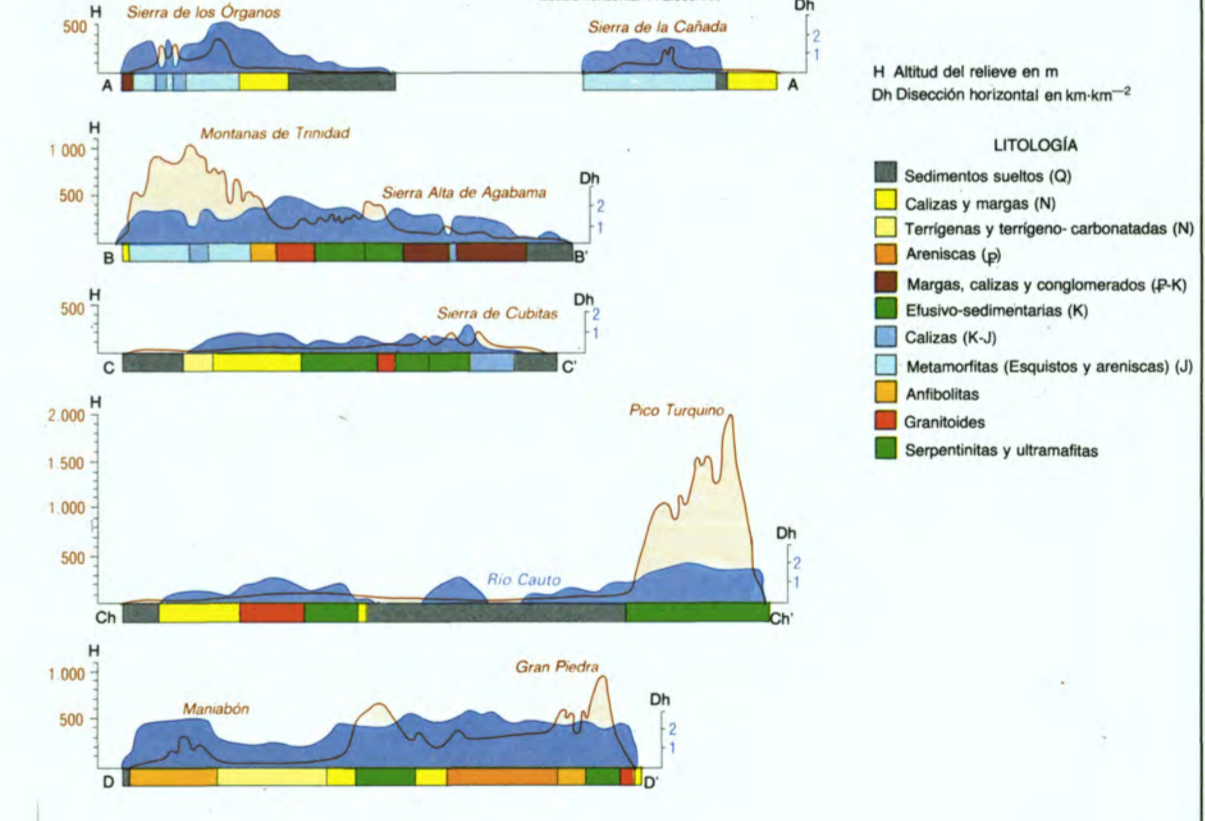 H
Sierra de los Órganos
500
Sierra de la Cañada
Dh
2
1
A
A
H Altitud del relieve en m
Dh Disección horizontal en km·km⁻²
LITOLOGÍA
Sedimentos sueltos (Q)
Calizas y margas (N)
Terrígenas y terrígeno- carbonatadas (N)
Areniscas (P)
Margas, calizas y conglomerados (P-K)
Efusivo-sedimentarias (K)
Calizas (K-J)
Metamorfitas (Esquistos y areniscas) (J)
Anfibolitas
Granitoides
Serpentinitas y ultramafitas
H
Montanas de Trinidad
1 000
500
Sierra Alta de Agabama
Dh
2
1
B
B'
H
500
Sierra de Cubitas
Dh
2
1
C
C'
H
2.000
1.500
1.000
500
Pico Turquino
Río Cauto
Dh
2
1
Ch
Ch'
H
1.000
500
Maniabón
Gran Piedra
Dh
2
1
D
D'